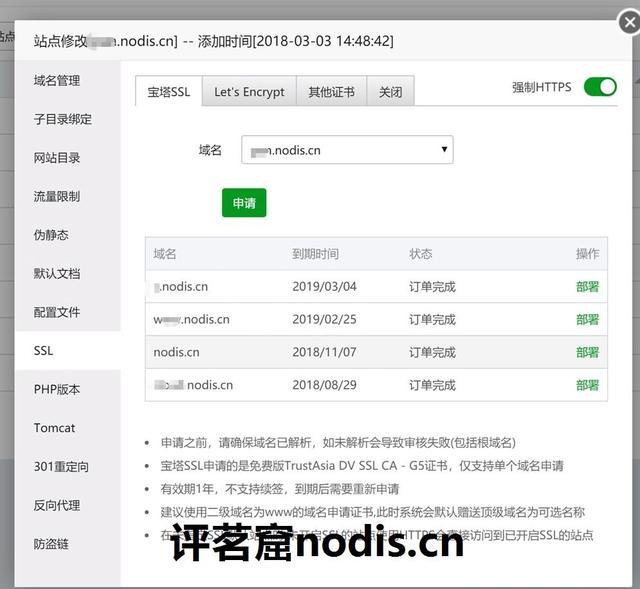 站点修改 .nodis.cn] -- 添加时间[2018-03-03 14:48:42]
域名管理
子目录绑定
网站目录
流量限制
伪静态
默认文档
配置文件
SSL
PHP版本
Tomcat
301重定向
反向代理
防盗链
宝塔SSL Let's Encrypt 其他证书 关闭
强制HTTPS
域名 .nodis.cn
申请
域名 到期时间 状态 操作
.nodis.cn 2019/03/04 订单完成 部署
.nodis.cn 2019/02/25 订单完成 部署
nodis.cn 2018/11/07 订单完成 部署
nodis.cn 2018/08/29 订单完成 部署
申请之前，请确保域名已解析，如未解析会导致审核失败(包括根域名)
宝塔SSL申请的是免费版TrustAsia DV SSL CA - G5证书，仅支持单个域名申请
有效期1年，不支持续签，到期后需要重新申请
建议使用二级域名为www的域名申请证书,此时系统会默认赠送顶级域名为可选名称
开启SSL的站点使用HTTPS会直接访问到已开启SSL的站点
评茗窟nodis.cn